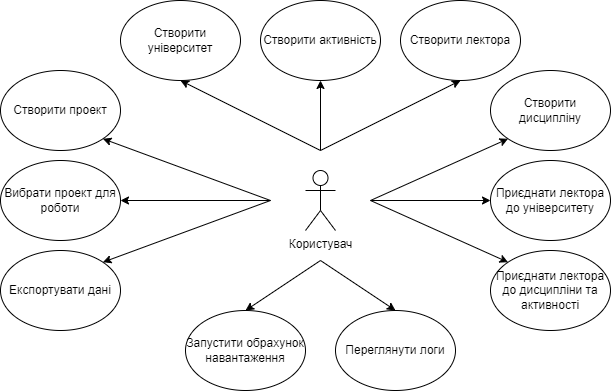 Створити
університет
Створити активність
Створити лектора
Створити проект
Створити
дисципліну
Вибрати проект для
роботи
Приєднати лектора
до університету
Користувач
Експортувати дані
Приєднати лектора
до дисципліни та
активності
Запустити обрахунок
навантаження
Переглянути логи